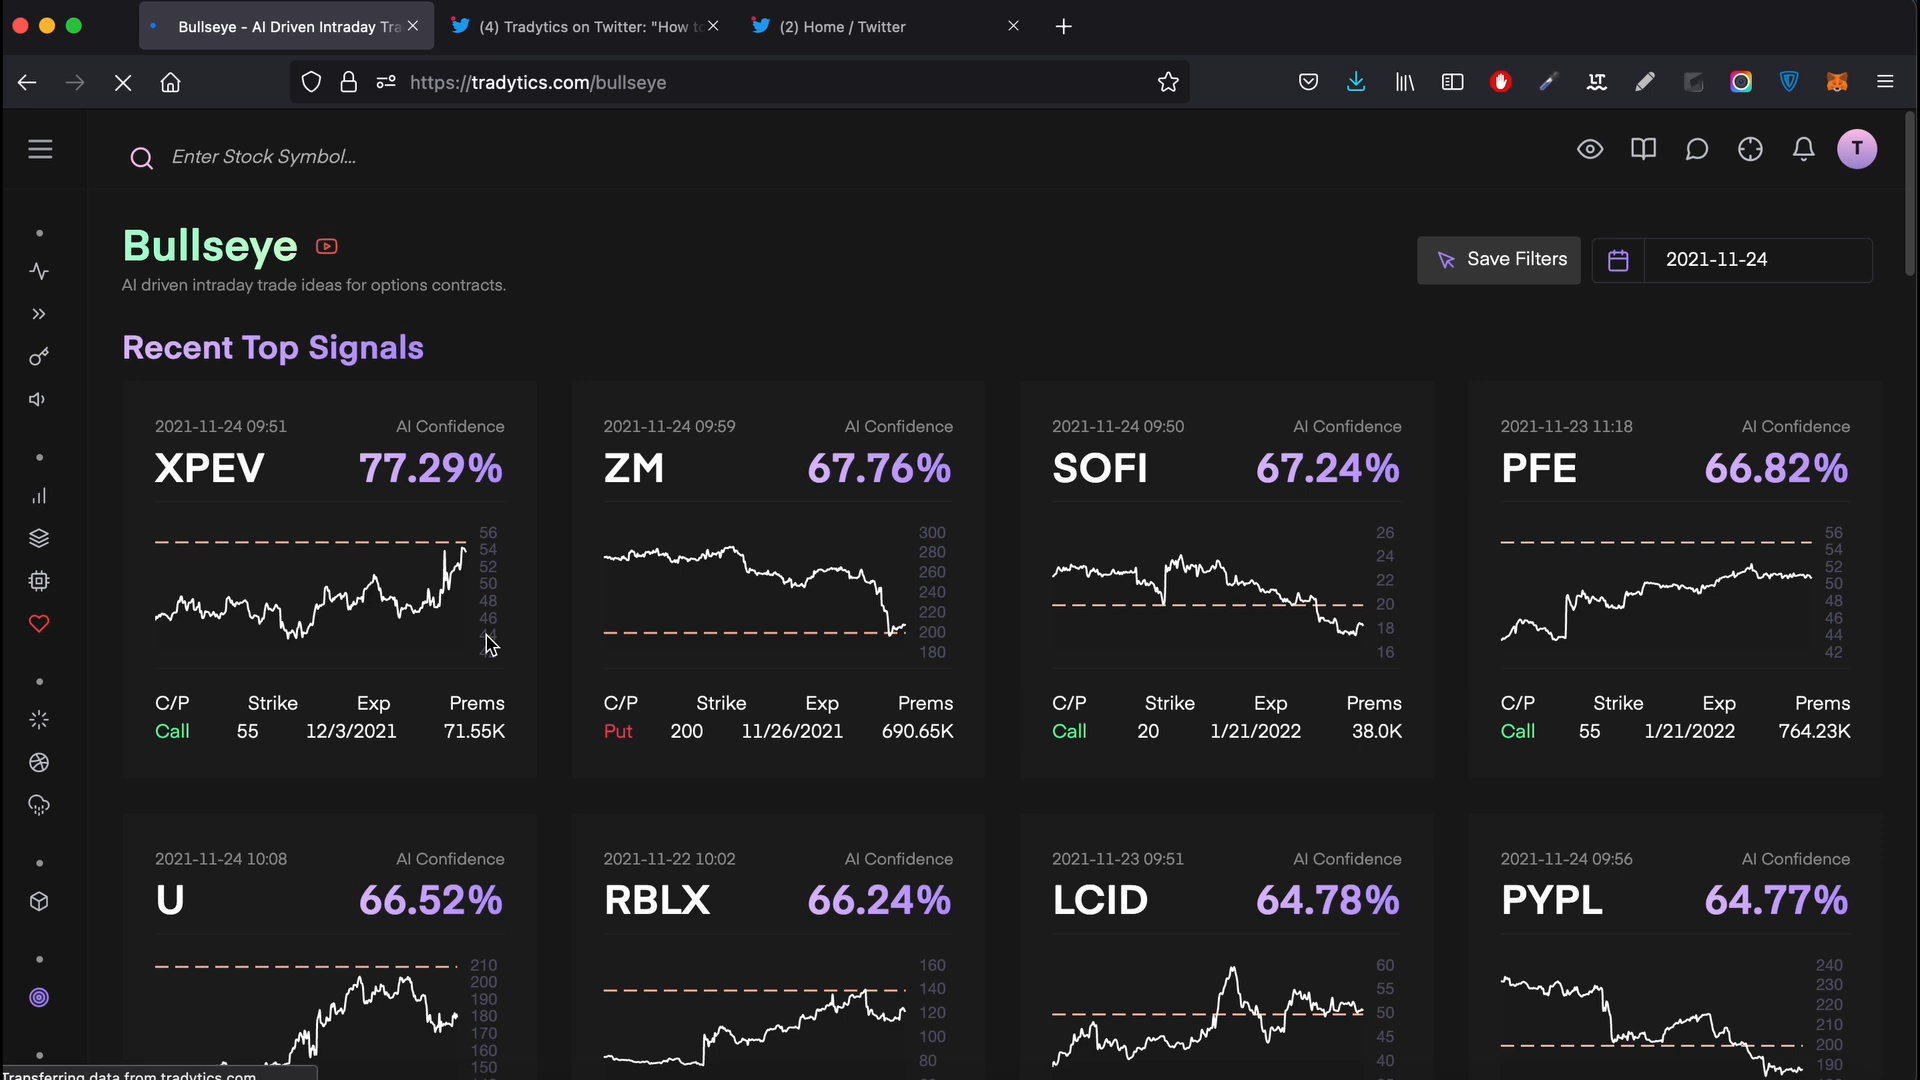 Bullseye - AI Driven Intraday Tra
(4) Tradytics on Twitter: "How to
(2) Home / Twitter
https://tradytics.com/bullseye
Enter Stock Symbol...
T
Bullseye
AI driven intraday trade ideas for options contracts.
Save Filters
2021-11-24
Recent Top Signals
2021-11-24 09:51 AI Confidence
XPEV 77.29%
56
54
52
50
48
46
44
C/P Strike Exp Prems
Call 55 12/3/2021 71.55K
2021-11-24 09:59 AI Confidence
ZM 67.76%
300
280
260
240
220
200
180
C/P Strike Exp Prems
Put 200 11/26/2021 690.65K
2021-11-24 09:50 AI Confidence
SOFI 67.24%
26
24
22
20
18
16
C/P Strike Exp Prems
Call 20 1/21/2022 38.0K
2021-11-23 11:18 AI Confidence
PFE 66.82%
56
54
52
50
48
46
44
42
C/P Strike Exp Prems
Call 55 1/21/2022 764.23K
2021-11-24 10:08 AI Confidence
U 66.52%
210
200
190
180
170
160
150
2021-11-22 10:02 AI Confidence
RBLX 66.24%
160
140
120
100
80
2021-11-23 09:51 AI Confidence
LCID 64.78%
60
55
50
45
40
2021-11-24 09:56 AI Confidence
PYPL 64.77%
240
230
220
210
200
190
Transferring data from tradytics.com